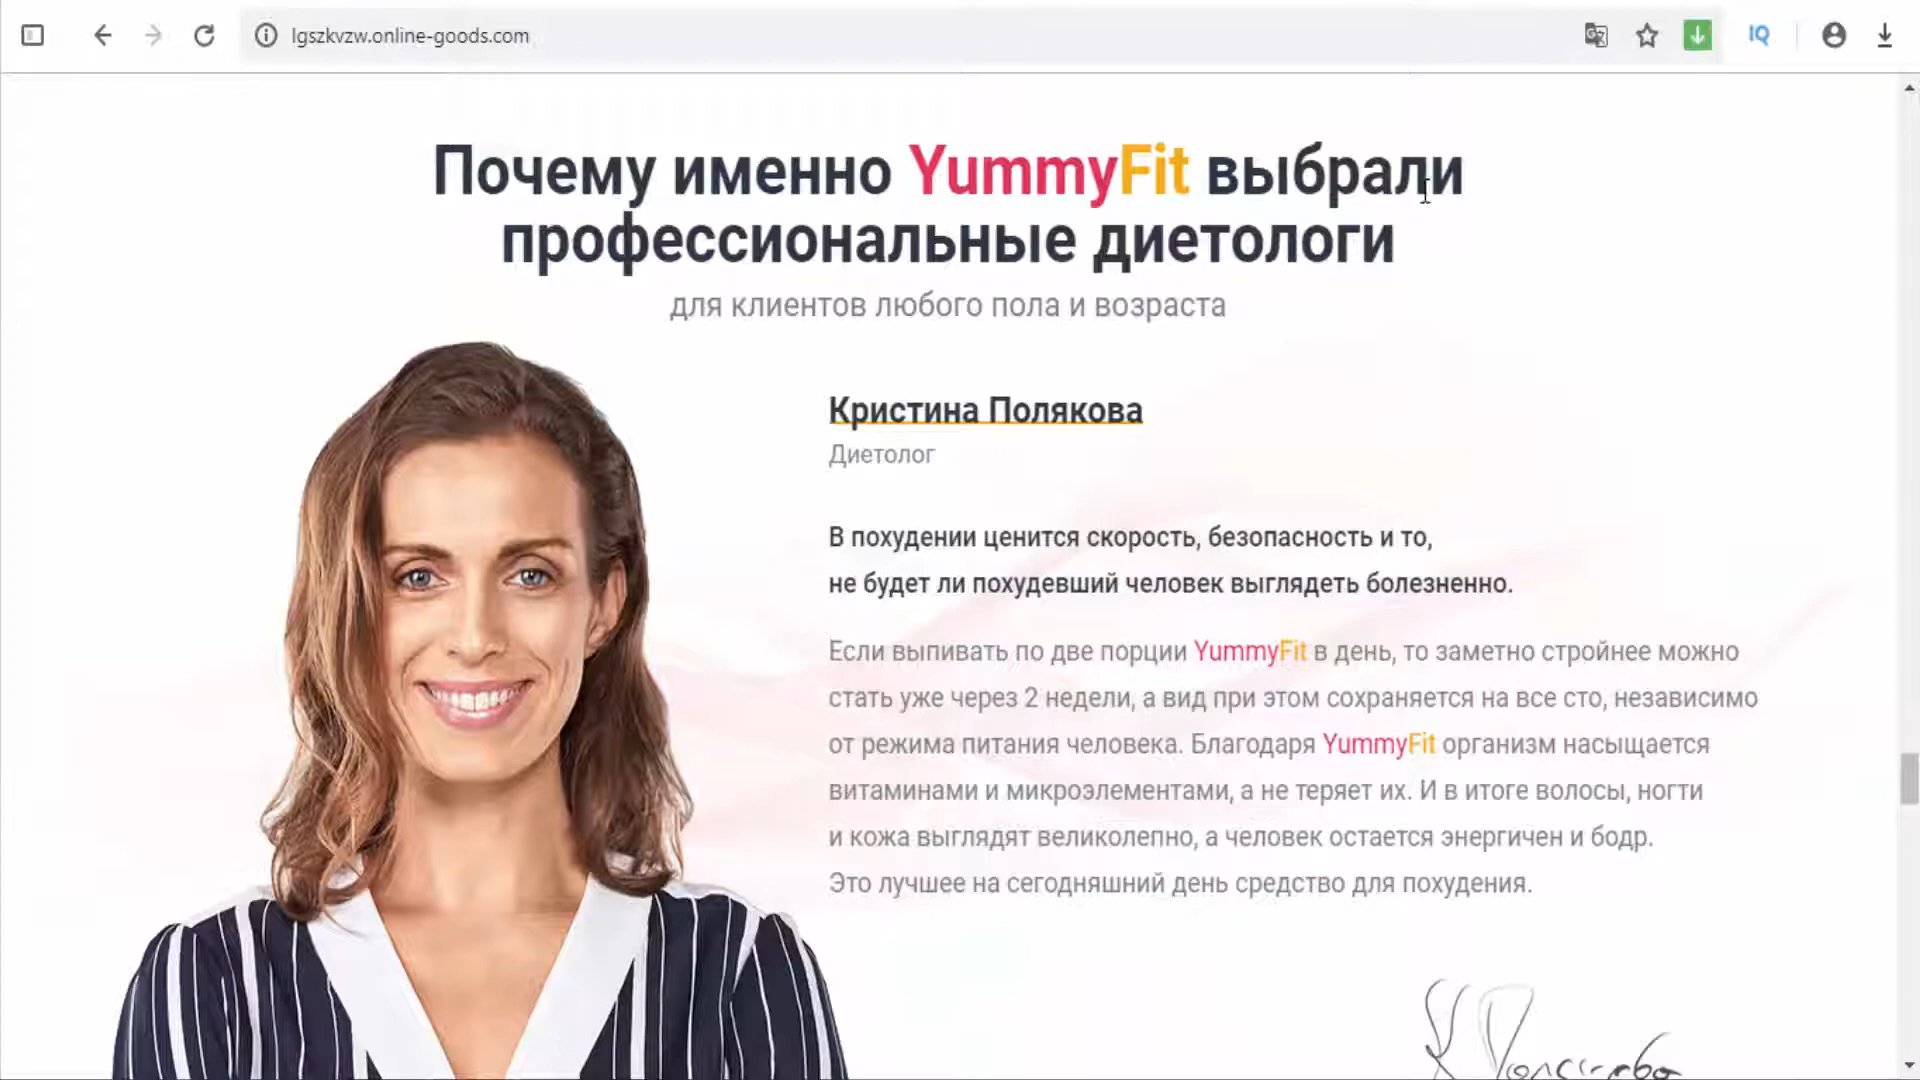 lgszkvzw.online-goods.com
IQ
Почему именно YummyFit выбрали
профессиональные диетологи
для клиентов любого пола и возраста
Кристина Полякова
Диетолог
В похудении ценится скорость, безопасность и то,
не будет ли похудевший человек выглядеть болезненно.
Если выпивать по две порции YummyFit в день, то заметно стройнее можно
стать уже через 2 недели, а вид при этом сохраняется на все сто, независимо
от режима питания человека. Благодаря YummyFit организм насыщается
витаминами и микроэлементами, а не теряет их. И в итоге волосы, ногти
и кожа выглядят великолепно, а человек остается энергичен и бодр.
Это лучшее на сегодняшний день средство для похудения.